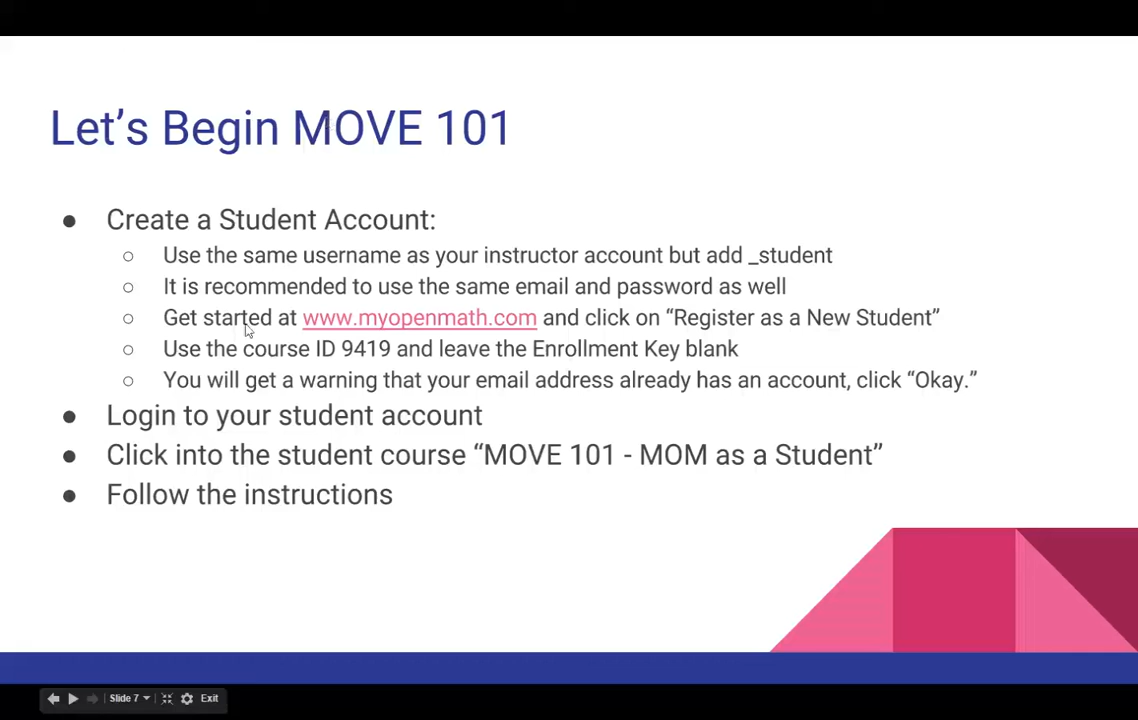 Let's Begin MOVE 101
● Create a Student Account:
○ Use the same username as your instructor account but add _student
○ It is recommended to use the same email and password as well
○ Get started at www.myopenmath.com and click on “Register as a New Student”
○ Use the course ID 9419 and leave the Enrollment Key blank
○ You will get a warning that your email address already has an account, click “Okay.”
● Login to your student account
● Click into the student course “MOVE 101 - MOM as a Student”
● Follow the instructions
Slide 7 Exit